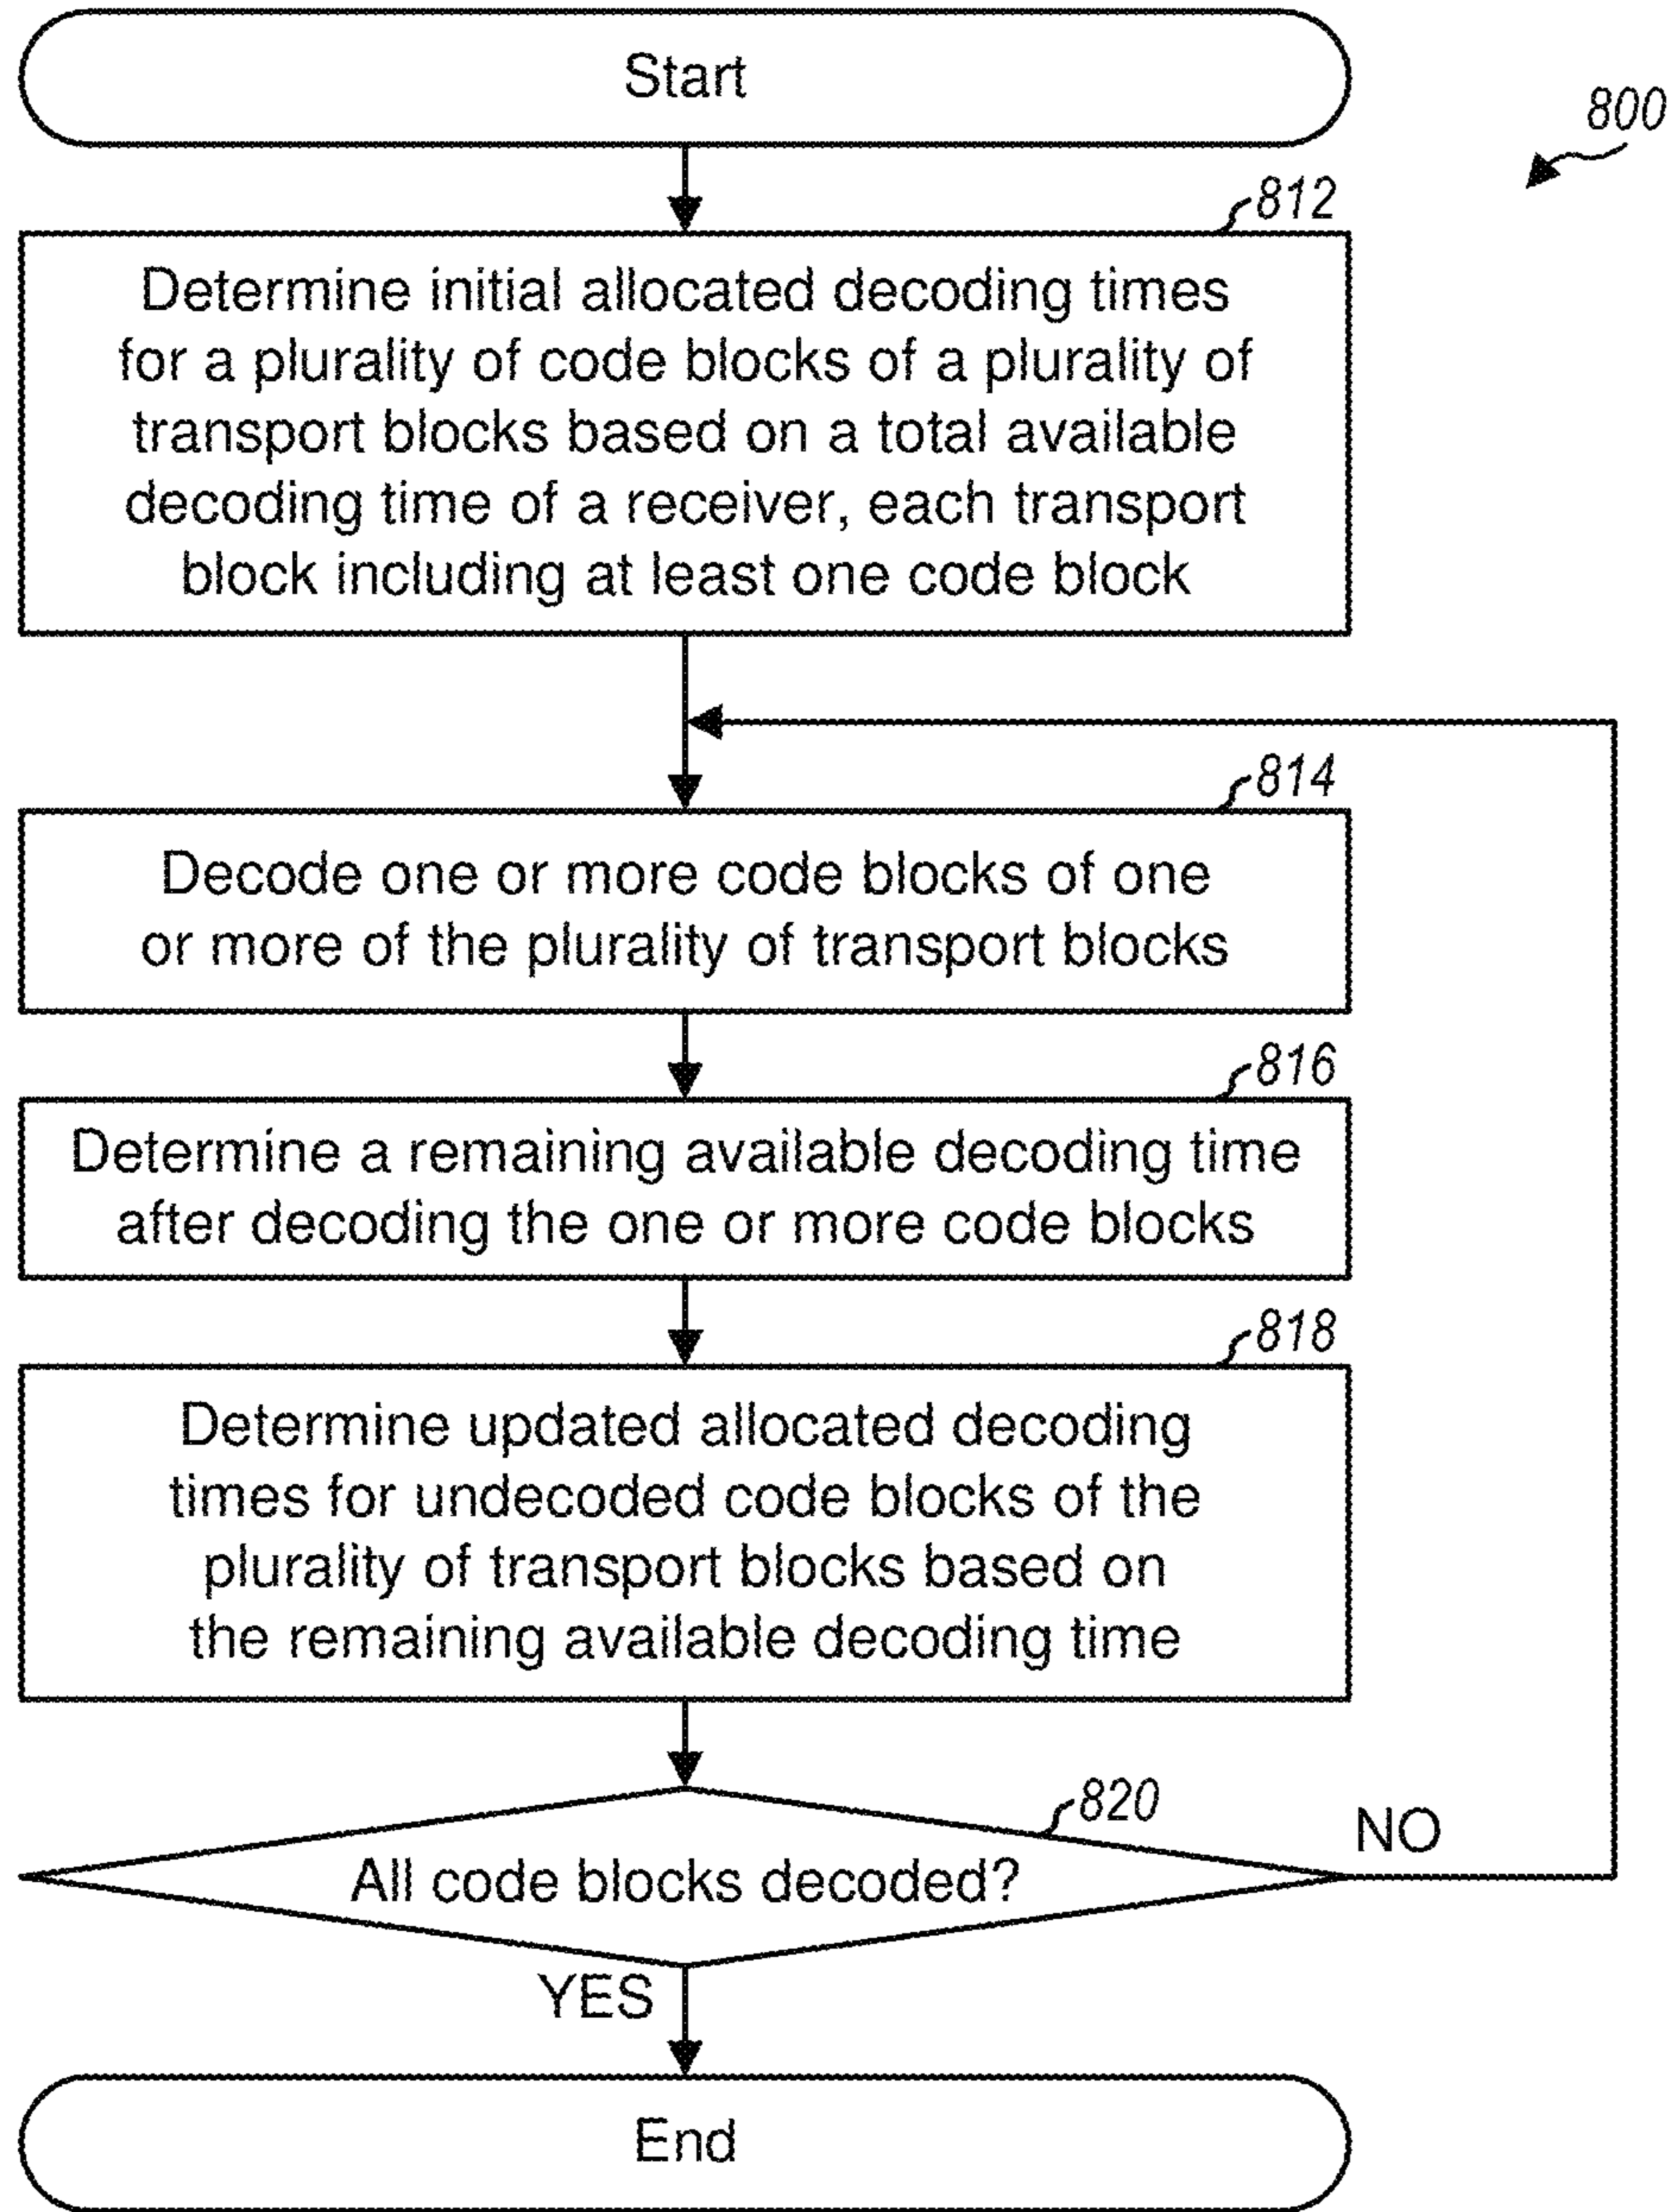 Start
800
812
Determine initial allocated decoding times
for a plurality of code blocks of a plurality of
transport blocks based on a total available
decoding time of a receiver, each transport
block including at least one code block
814
Decode one or more code blocks of one
or more of the plurality of transport blocks
816
Determine a remaining available decoding time
after decoding the one or more code blocks
818
Determine updated allocated decoding
times for undecoded code blocks of the
plurality of transport blocks based on
the remaining available decoding time
820
NO
All code blocks decoded?
YES
End